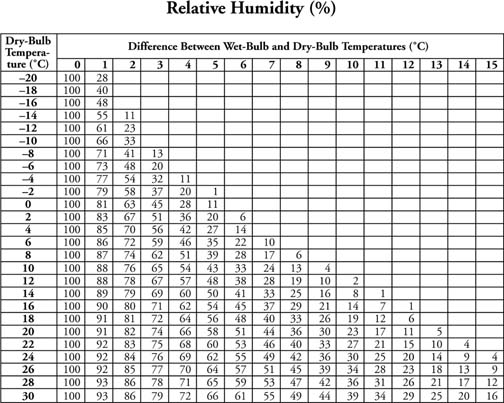 Relative Humidity (%)
Dry-Bulb
Tempera-
ture (°C)
Difference Between Wet-Bulb and Dry-Bulb Temperatures (°C)
0 1 2 3 4 5 6 7 8 9 10 11 12 13 14 15
–20 100 28
–18 100 40
–16 100 48
–14 100 55 11
–12 100 61 23
–10 100 66 33
–8 100 71 41 13
–6 100 73 48 20
–4 100 77 54 32 11
–2 100 79 58 37 20 1
0 100 81 63 45 28 11
2 100 83 67 51 36 20 6
4 100 85 70 56 42 27 14
6 100 86 72 59 46 35 22 10
8 100 87 74 62 51 39 28 17 6
10 100 88 76 65 54 43 33 24 13 4
12 100 88 78 67 57 48 38 28 19 10 2
14 100 89 79 69 60 50 41 33 25 16 8 1
16 100 90 80 71 62 54 45 37 29 21 14 7 1
18 100 91 81 72 64 56 48 40 33 26 19 12 6
20 100 91 82 74 66 58 51 44 36 30 23 17 11 5
22 100 92 83 75 68 60 53 46 40 33 27 21 15 10 4
24 100 92 84 76 69 62 55 49 42 36 30 25 20 14 9 4
26 100 92 85 77 70 64 57 51 45 39 34 28 23 18 13 9
28 100 93 86 78 71 65 59 53 47 42 36 31 26 21 17 12
30 100 93 86 79 72 66 61 55 49 44 39 34 29 25 20 16